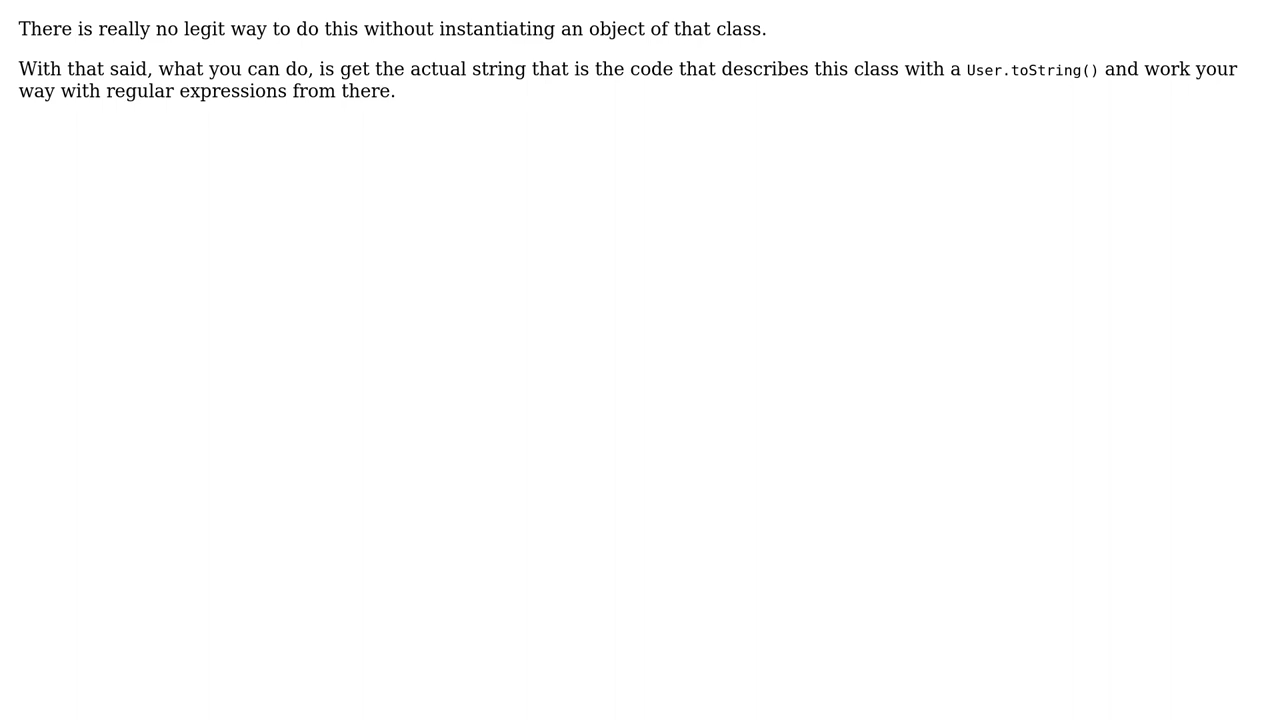 There is really no legit way to do this without instantiating an object of that class.
With that said, what you can do, is get the actual string that is the code that describes this class with a User.toString() and work your
way with regular expressions from there.